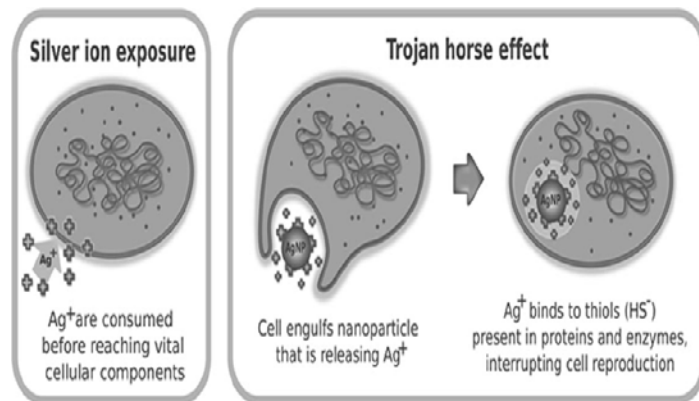 Silver ion exposure
Ag⁺
Ag⁺are consumed
before reaching vital
cellular components
Trojan horse effect
AgNP
Cell engulfs nanoparticle
that is releasing Ag⁺
AgNP
Ag⁺ binds to thiols (HS⁻)
present in proteins and enzymes,
interrupting cell reproduction